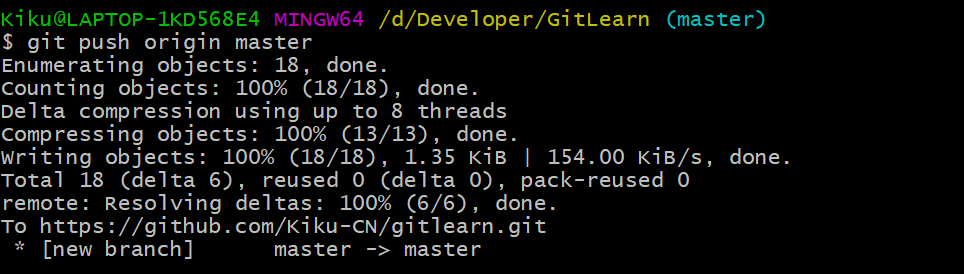 Kiku@LAPTOP-1KD568E4 MINGW64 /d/Developer/GitLearn (master)
$ git push origin master
Enumerating objects: 18, done.
Counting objects: 100% (18/18), done.
Delta compression using up to 8 threads
Compressing objects: 100% (13/13), done.
Writing objects: 100% (18/18), 1.35 KiB | 154.00 KiB/s, done.
Total 18 (delta 6), reused 0 (delta 0), pack-reused 0
remote: Resolving deltas: 100% (6/6), done.
To https://github.com/Kiku-CN/gitlearn.git
 * [new branch]      master -> master